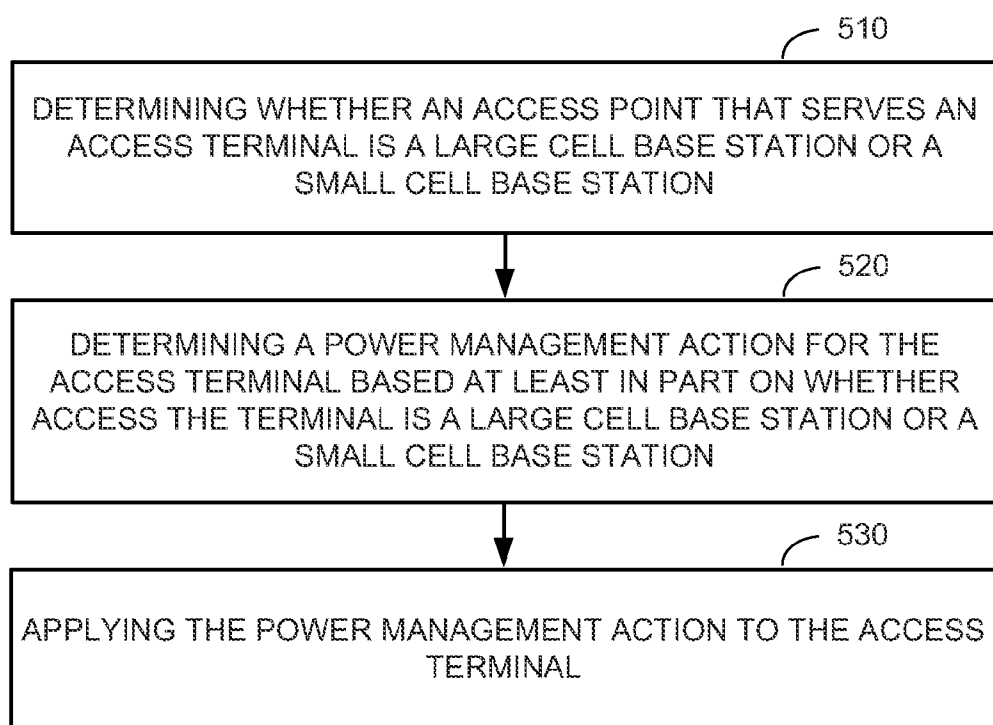 510
DETERMINING WHETHER AN ACCESS POINT THAT SERVES AN
ACCESS TERMINAL IS A LARGE CELL BASE STATION OR A
SMALL CELL BASE STATION
520
DETERMINING A POWER MANAGEMENT ACTION FOR THE
ACCESS TERMINAL BASED AT LEAST IN PART ON WHETHER
ACCESS THE TERMINAL IS A LARGE CELL BASE STATION OR A
SMALL CELL BASE STATION
530
APPLYING THE POWER MANAGEMENT ACTION TO THE ACCESS
TERMINAL